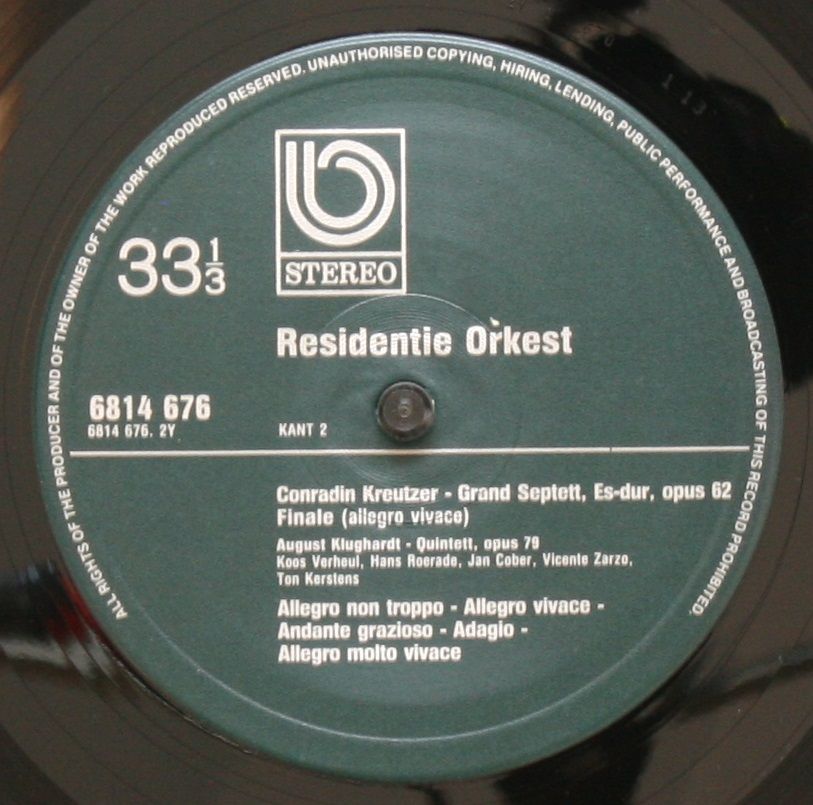 ALL RIGHTS OF THE PRODUCER AND OF THE OWNER OF THE WORK REPRODUCED RESERVED. UNAUTHORISED COPYING, HIRING, LENDING, PUBLIC PERFORMANCE AND BROADCASTING OF THIS RECORD PROHIBITED.
STEREO
33 1/3
Residentie Orkest
6814 676
6814 676. 2Y
KANT 2
Conradin Kreutzer - Grand Septett, Es-dur, opus 62
Finale (allegro vivace)
August Klughardt - Quintett, opus 79
Koos Verheul, Hans Roerade, Jan Cober, Vicente Zarzo,
Ton Kerstens
Allegro non troppo - Allegro vivace -
Andante grazioso - Adagio -
Allegro molto vivace